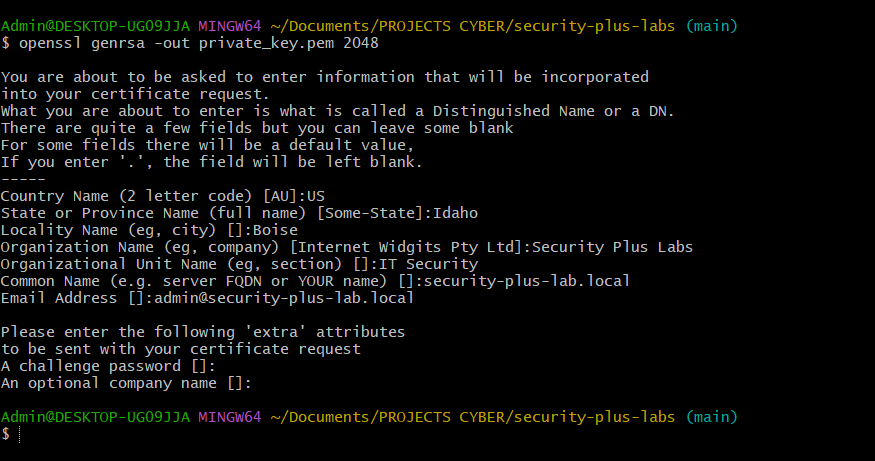 Admin@DESKTOP-UGO9JJA MINGW64 ~/Documents/PROJECTS CYBER/security-plus-labs (main)
$ openssl genrsa -out private_key.pem 2048
You are about to be asked to enter information that will be incorporated
into your certificate request.
What you are about to enter is what is called a Distinguished Name or a DN.
There are quite a few fields but you can leave some blank
For some fields there will be a default value,
If you enter '.', the field will be left blank.
-----
Country Name (2 letter code) [AU]:US
State or Province Name (full name) [Some-State]:Idaho
Locality Name (eg, city) []:Boise
Organization Name (eg, company) [Internet Widgits Pty Ltd]:Security Plus Labs
Organizational Unit Name (eg, section) []:IT Security
Common Name (e.g. server FQDN or YOUR name) []:security-plus-lab.local
Email Address []:admin@security-plus-lab.local
Please enter the following 'extra' attributes
to be sent with your certificate request
A challenge password []:
An optional company name []:
Admin@DESKTOP-UGO9JJA MINGW64 ~/Documents/PROJECTS CYBER/security-plus-labs (main)
$